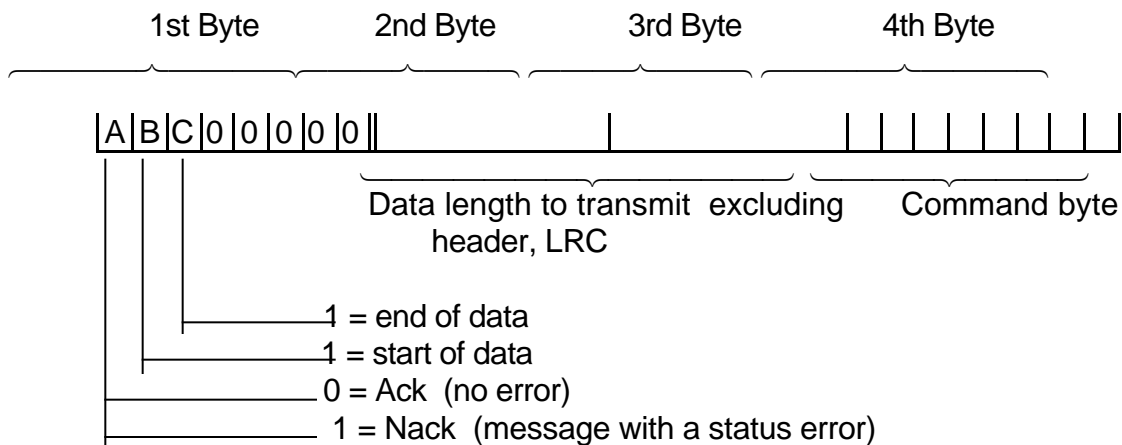 1st Byte 2nd Byte 3rd Byte 4th Byte
A B C 0 0 0 0 0
Data length to transmit excluding header, LRC
Command byte
1 = end of data
1 = start of data
0 = Ack (no error)
1 = Nack (message with a status error)